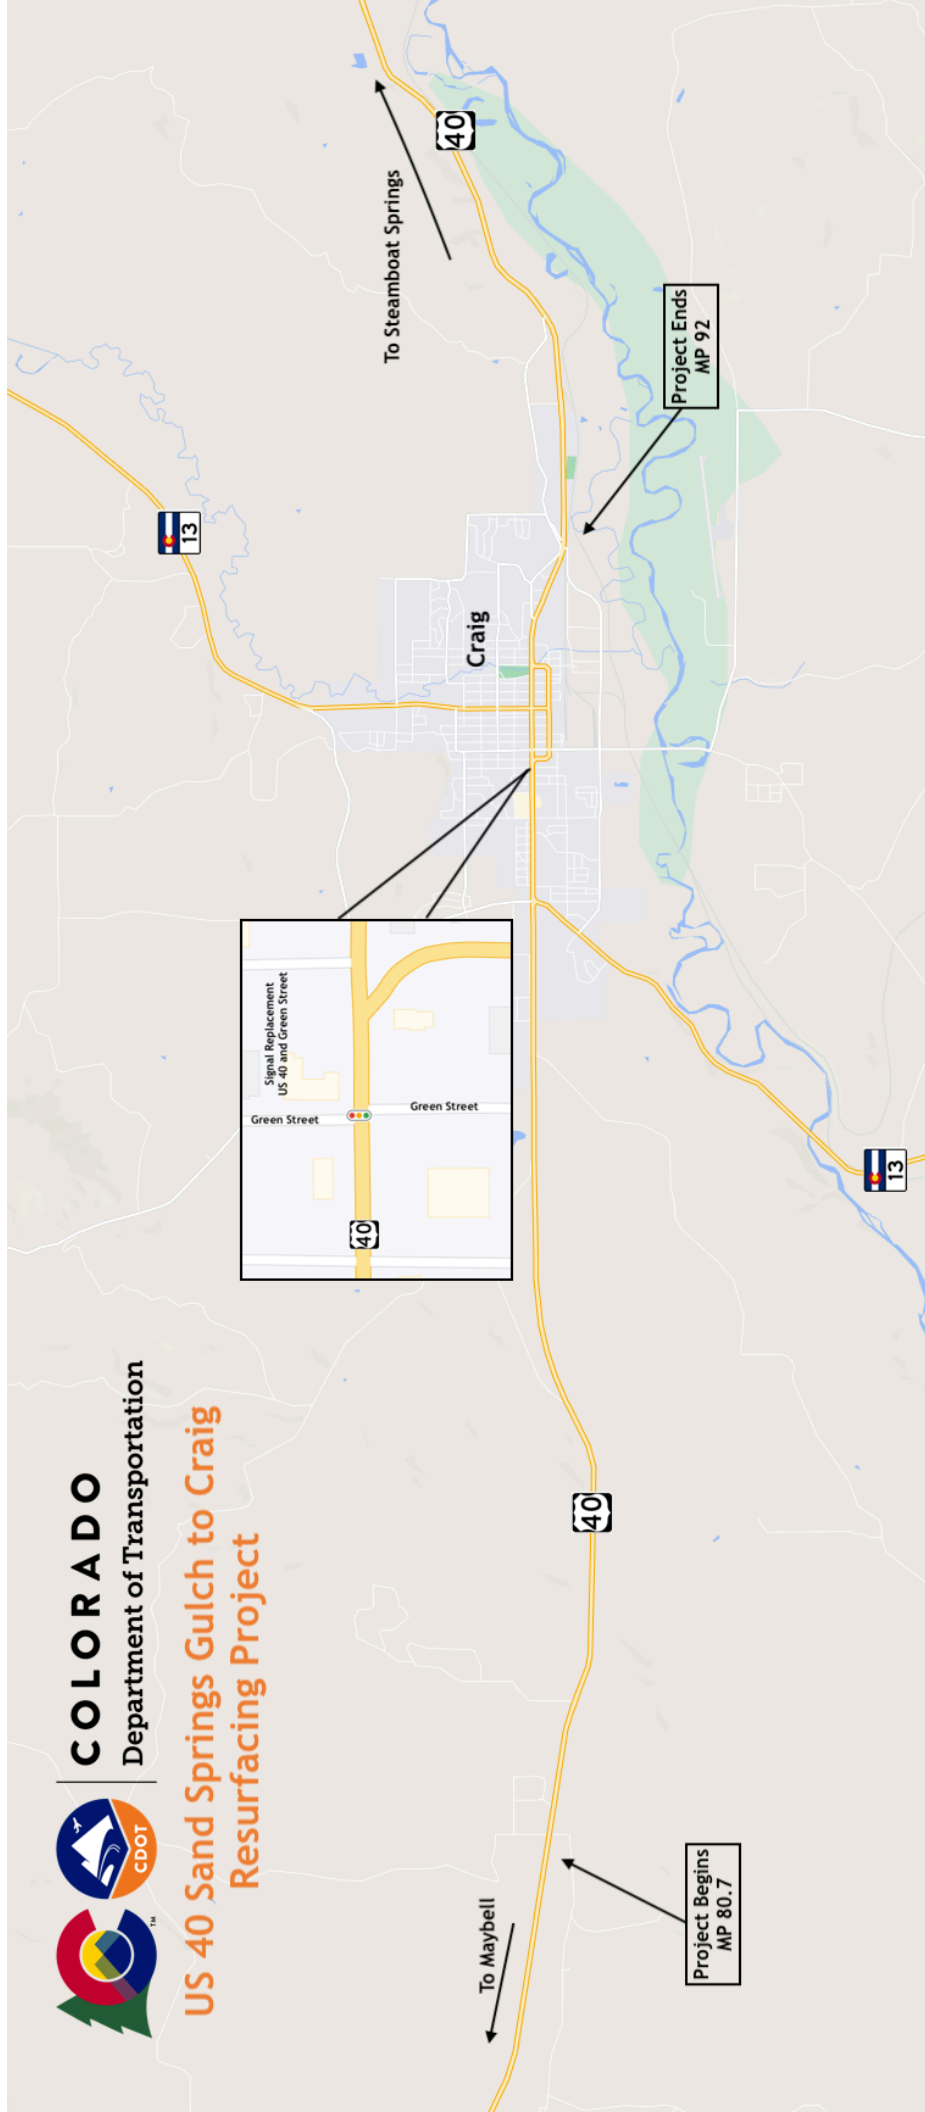 COLORADO
Department of Transportation
CDOT
TM
US 40 Sand Springs Gulch to Craig
Resurfacing Project
To Maybell
Project Begins
MP 80.7
40
Signal Replacement
US 40 and Green Street
Green Street
Green Street
40
13
13
Craig
To Steamboat Springs
40
Project Ends
MP 92